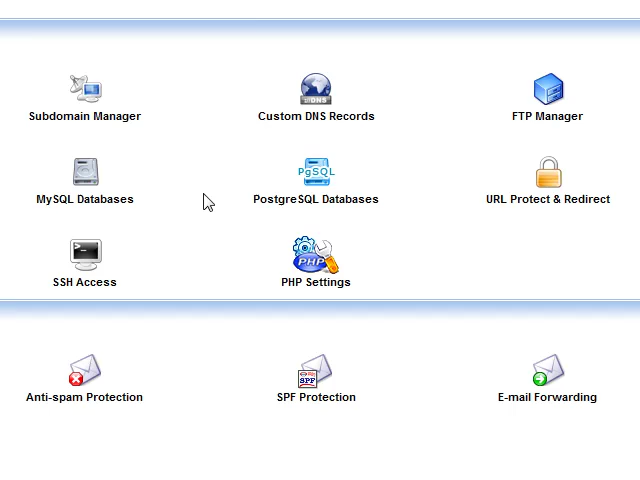 Subdomain Manager
://DNS
Custom DNS Records
FTP Manager
MySQL Databases
PgSQL
PostgreSQL Databases
URL Protect & Redirect
>_
SSH Access
PHP
PHP Settings
Anti-spam Protection
SPF
SPF Protection
E-mail Forwarding